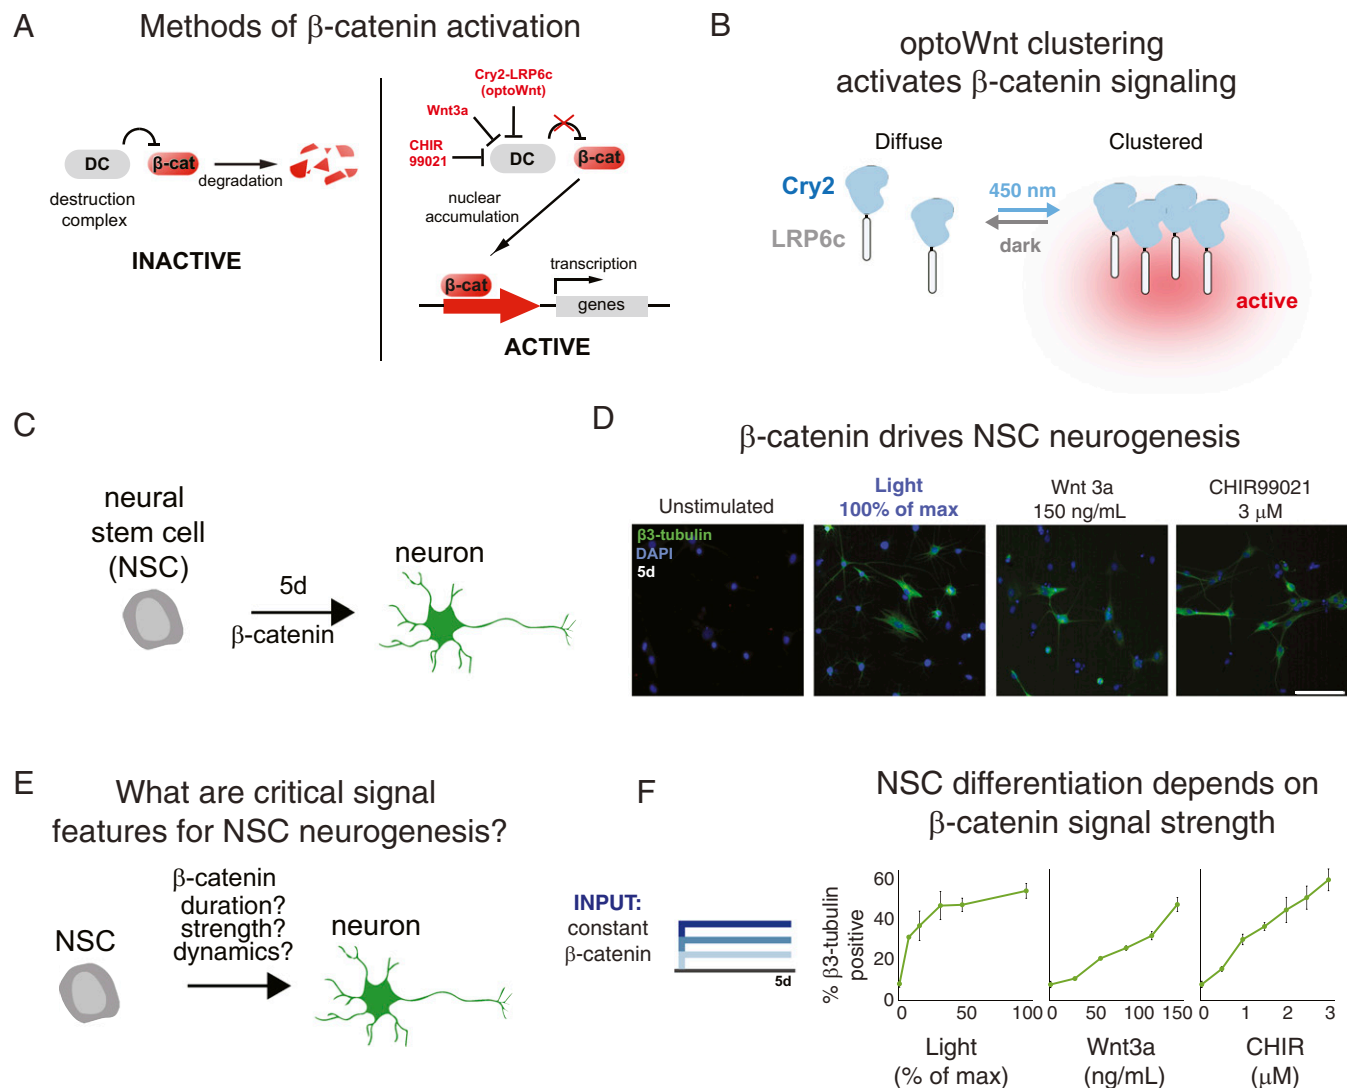 A
Methods of β-catenin activation
DC
destruction
complex
β-cat
degradation
INACTIVE
Cry2-LRP6c
(optoWnt)
Wnt3a
CHIR
99021
DC
β-cat
nuclear
accumulation
β-cat
transcription
genes
ACTIVE
B
optoWnt clustering
activates β-catenin signaling
Diffuse
Clustered
Cry2
LRP6c
450 nm
dark
active
C
neural
stem cell
(NSC)
5d
β-catenin
neuron
D
β-catenin drives NSC neurogenesis
Unstimulated
Light
100% of max
Wnt 3a
150 ng/mL
CHIR99021
3 μM
β3-tubulin
DAPI
5d
E
What are critical signal
features for NSC neurogenesis?
NSC
β-catenin
duration?
strength?
dynamics?
neuron
F
NSC differentiation depends on
β-catenin signal strength
INPUT:
constant
β-catenin
5d
% β3-tubulin
positive
60
40
20
0
0 50 100
Light
(% of max)
0 50 100 150
Wnt3a
(ng/mL)
0 1 2 3
CHIR
(μM)